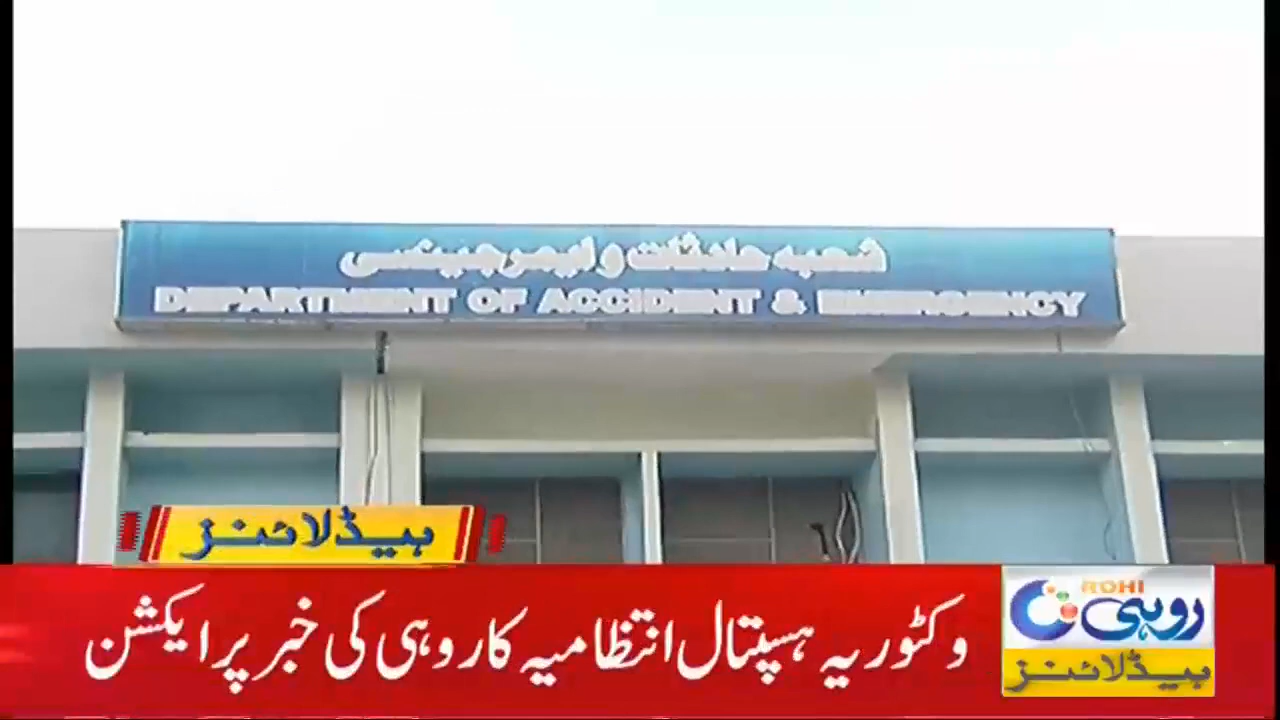 شعبہ حادثات و ایمرجینسی
DEPARTMENT OF ACCIDENT & EMERGENCY
ہیڈلائنز
وکٹوریہ ہسپتال انتظامیہ کا روہی کی خبر پر ایکشن
ROHI
روہی
ہیڈلائنز